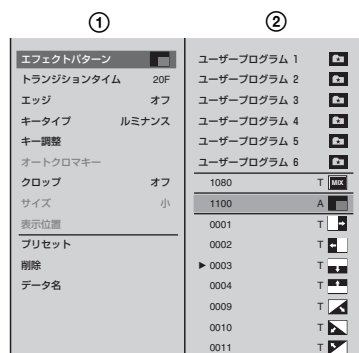 ① ②
エフェクトパターン
トランジションタイム 20F
エッジ オフ
キータイプ ルミナンス
キー調整
オートクロマキー
クロップ オフ
サイズ 小
表示位置
プリセット
削除
データ名
ユーザープログラム 1
ユーザープログラム 2
ユーザープログラム 3
ユーザープログラム 4
ユーザープログラム 5
ユーザープログラム 6
1080 T MIX
1100 A
0001 T
0002 T
▶ 0003 T
0004 T
0009 T
0010 T
0011 T